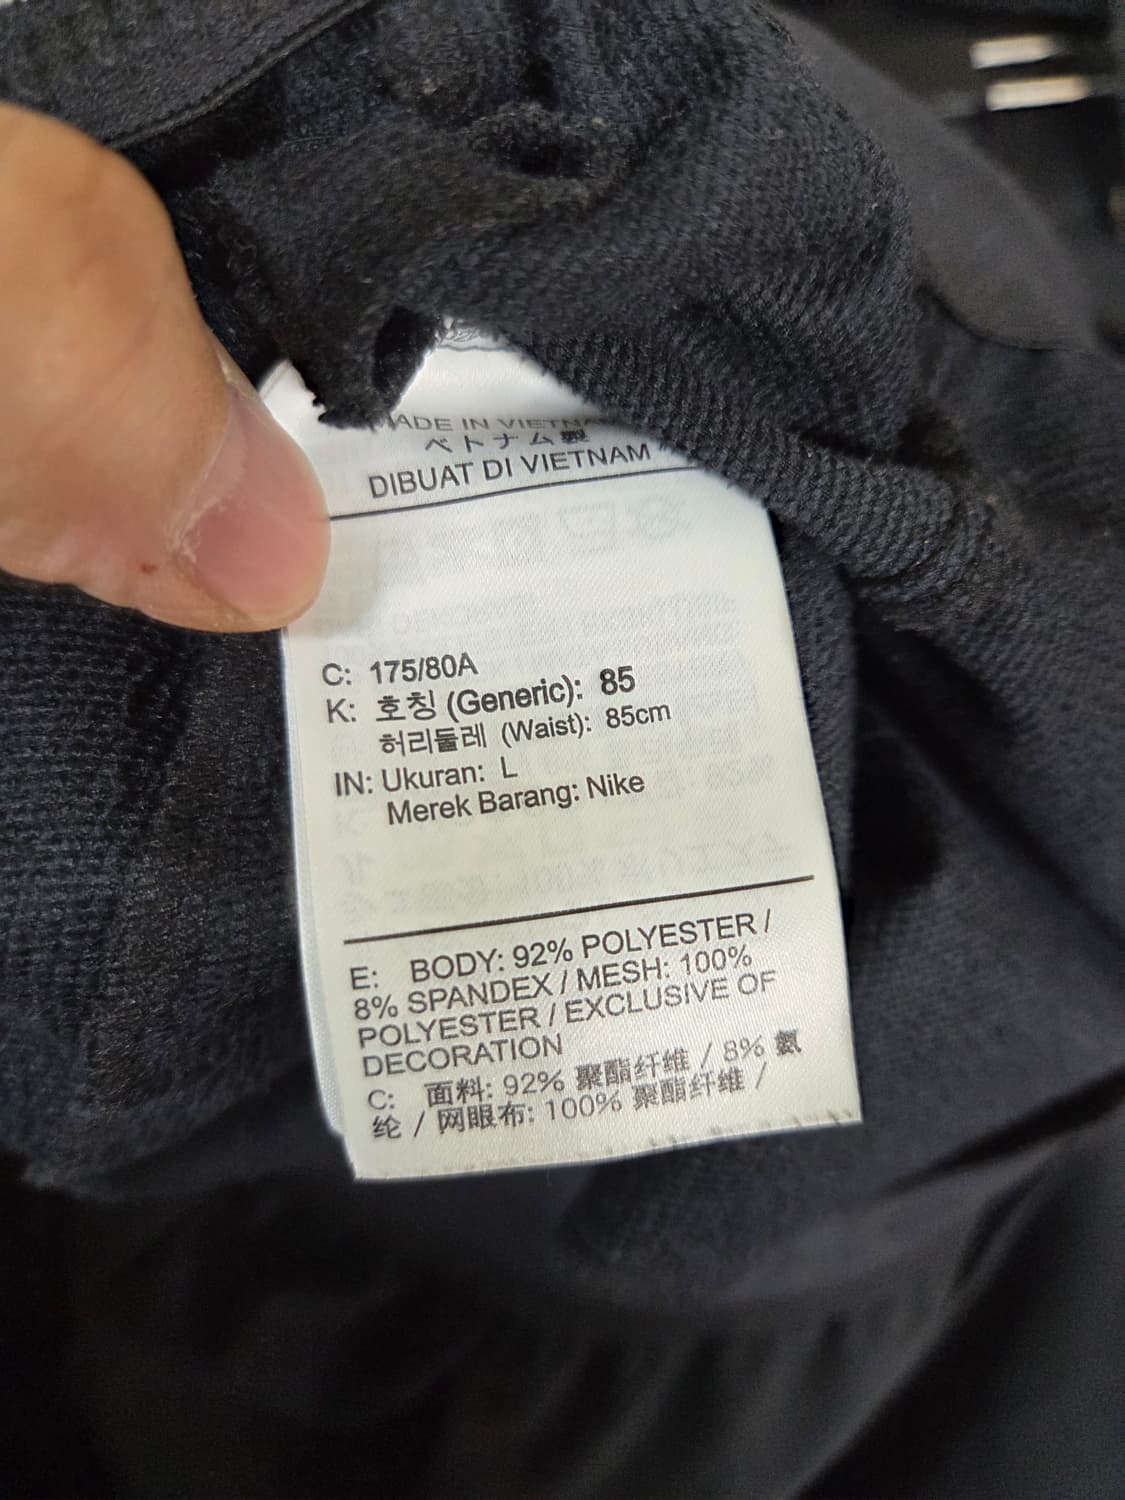 MADE IN VIETNA
ベトナム製
DIBUAT DI VIETNAM
C: 175/80A
K: 호칭 (Generic): 85
허리둘레 (Waist): 85cm
IN: Ukuran: L
Merek Barang: Nike
E: BODY: 92% POLYESTER /
8% SPANDEX / MESH: 100%
POLYESTER / EXCLUSIVE OF
DECORATION
C: 面料: 92% 聚酯纤维 / 8% 氨
纶 / 网眼布: 100% 聚酯纤维 /